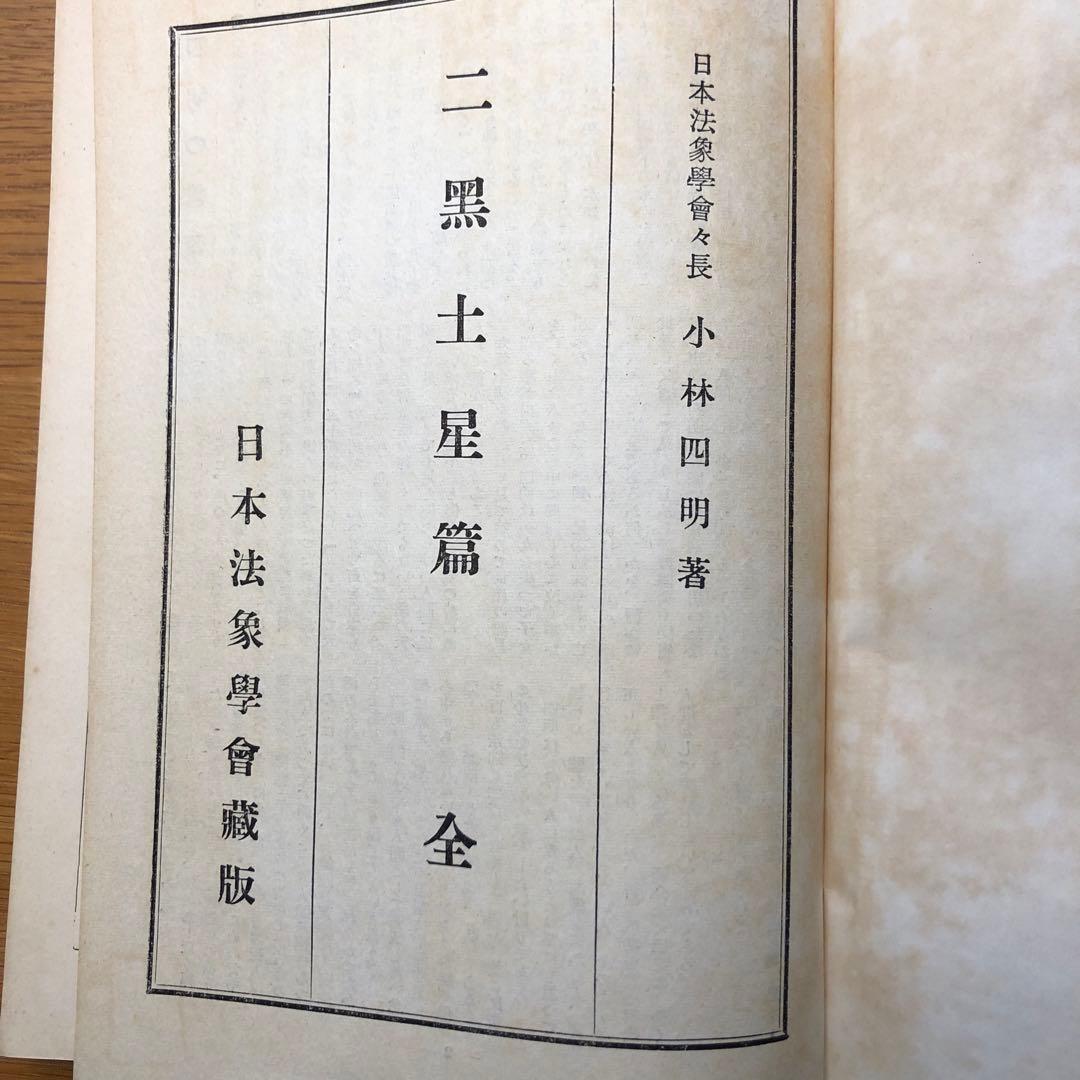 日本法象學會々長　小林四明著
二黑土星篇　全
日本法象學會藏版